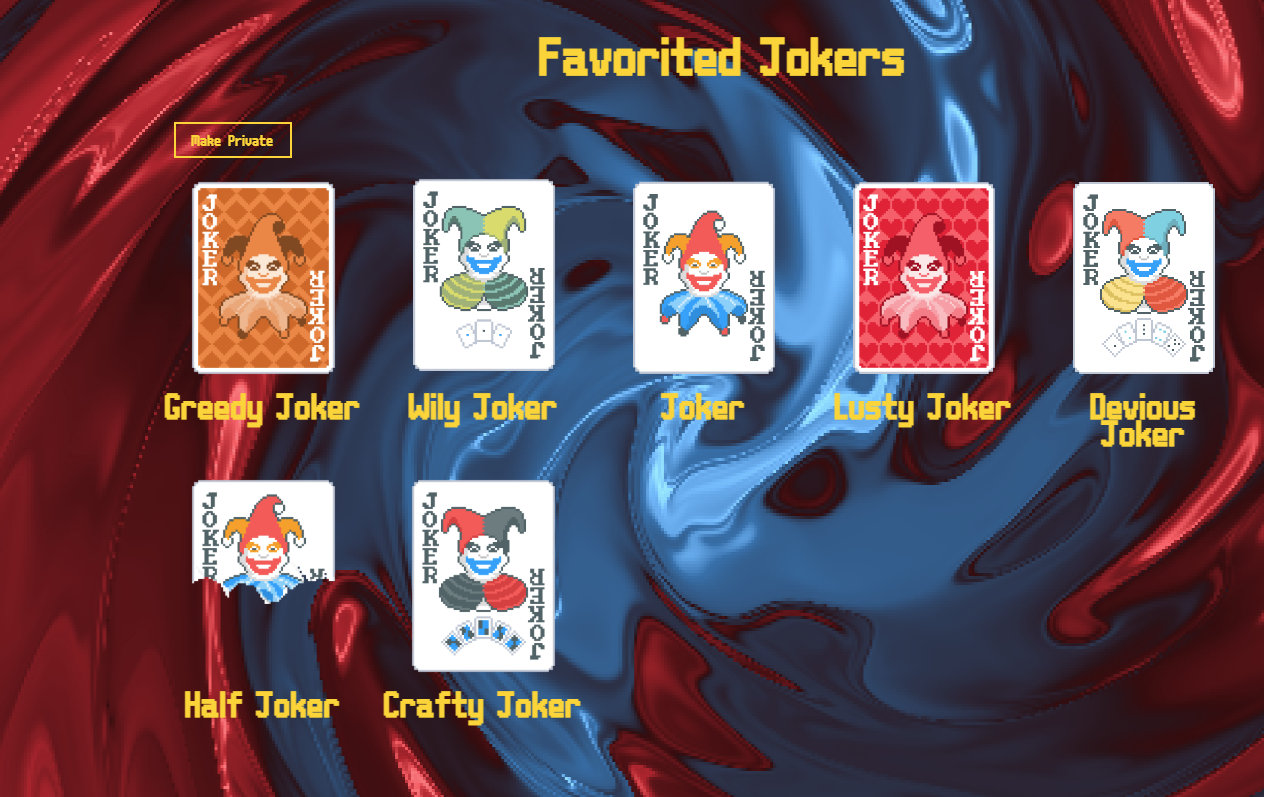 Favorited Jokers
Make Private
JOKER
JOKER
JOKER
JOKER
JOKER
JOKER
JOKER
JOKER
JOKER
JOKER
Greedy Joker
Wily Joker
Joker
Lusty Joker
Devious
Joker
JOKER
JOKER
JOKER
Half Joker
Crafty Joker